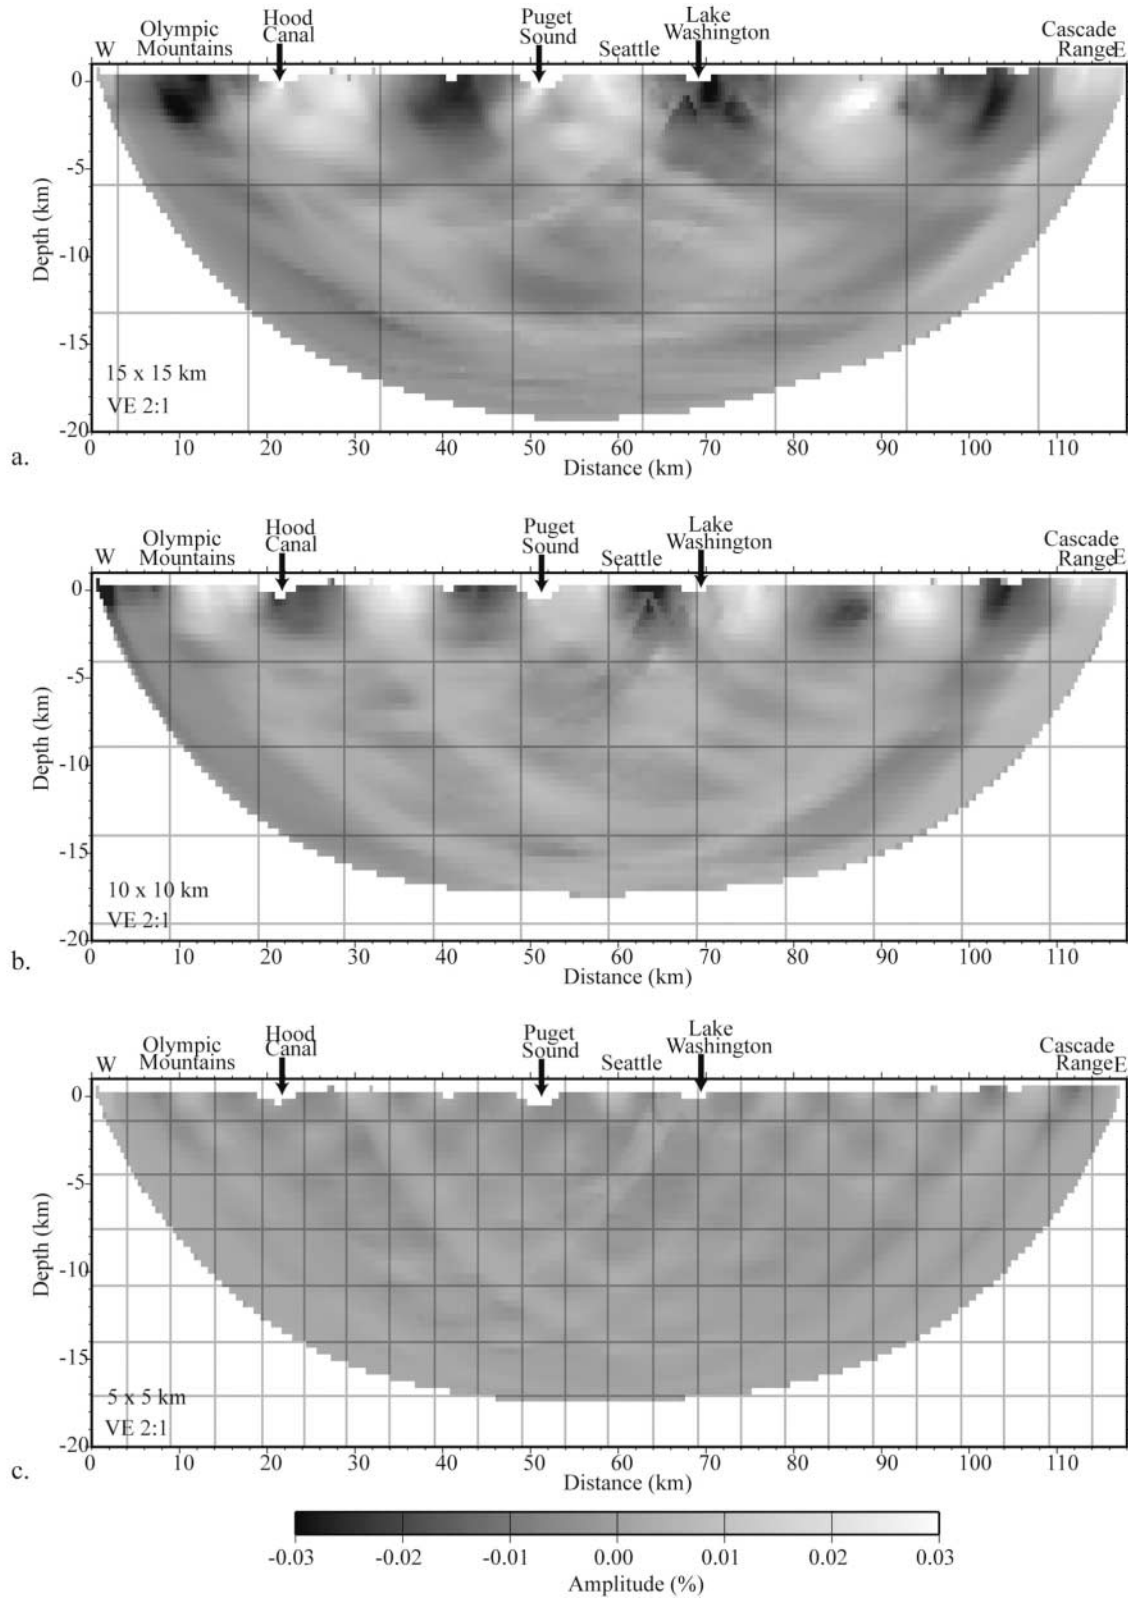 W
Olympic
Mountains
Hood
Canal
Puget
Sound
Seattle
Lake
Washington
Cascade
Range
E
0
-5
-10
-15
-20
Depth (km)
15 x 15 km
VE 2:1
0 10 20 30 40 50 60 70 80 90 100 110
Distance (km)
a.
W
Olympic
Mountains
Hood
Canal
Puget
Sound
Seattle
Lake
Washington
Cascade
Range
E
0
-5
-10
-15
-20
Depth (km)
10 x 10 km
VE 2:1
0 10 20 30 40 50 60 70 80 90 100 110
Distance (km)
b.
W
Olympic
Mountains
Hood
Canal
Puget
Sound
Seattle
Lake
Washington
Cascade
Range
E
0
-5
-10
-15
-20
Depth (km)
5 x 5 km
VE 2:1
0 10 20 30 40 50 60 70 80 90 100 110
Distance (km)
c.
-0.03 -0.02 -0.01 0.00 0.01 0.02 0.03
Amplitude (%)